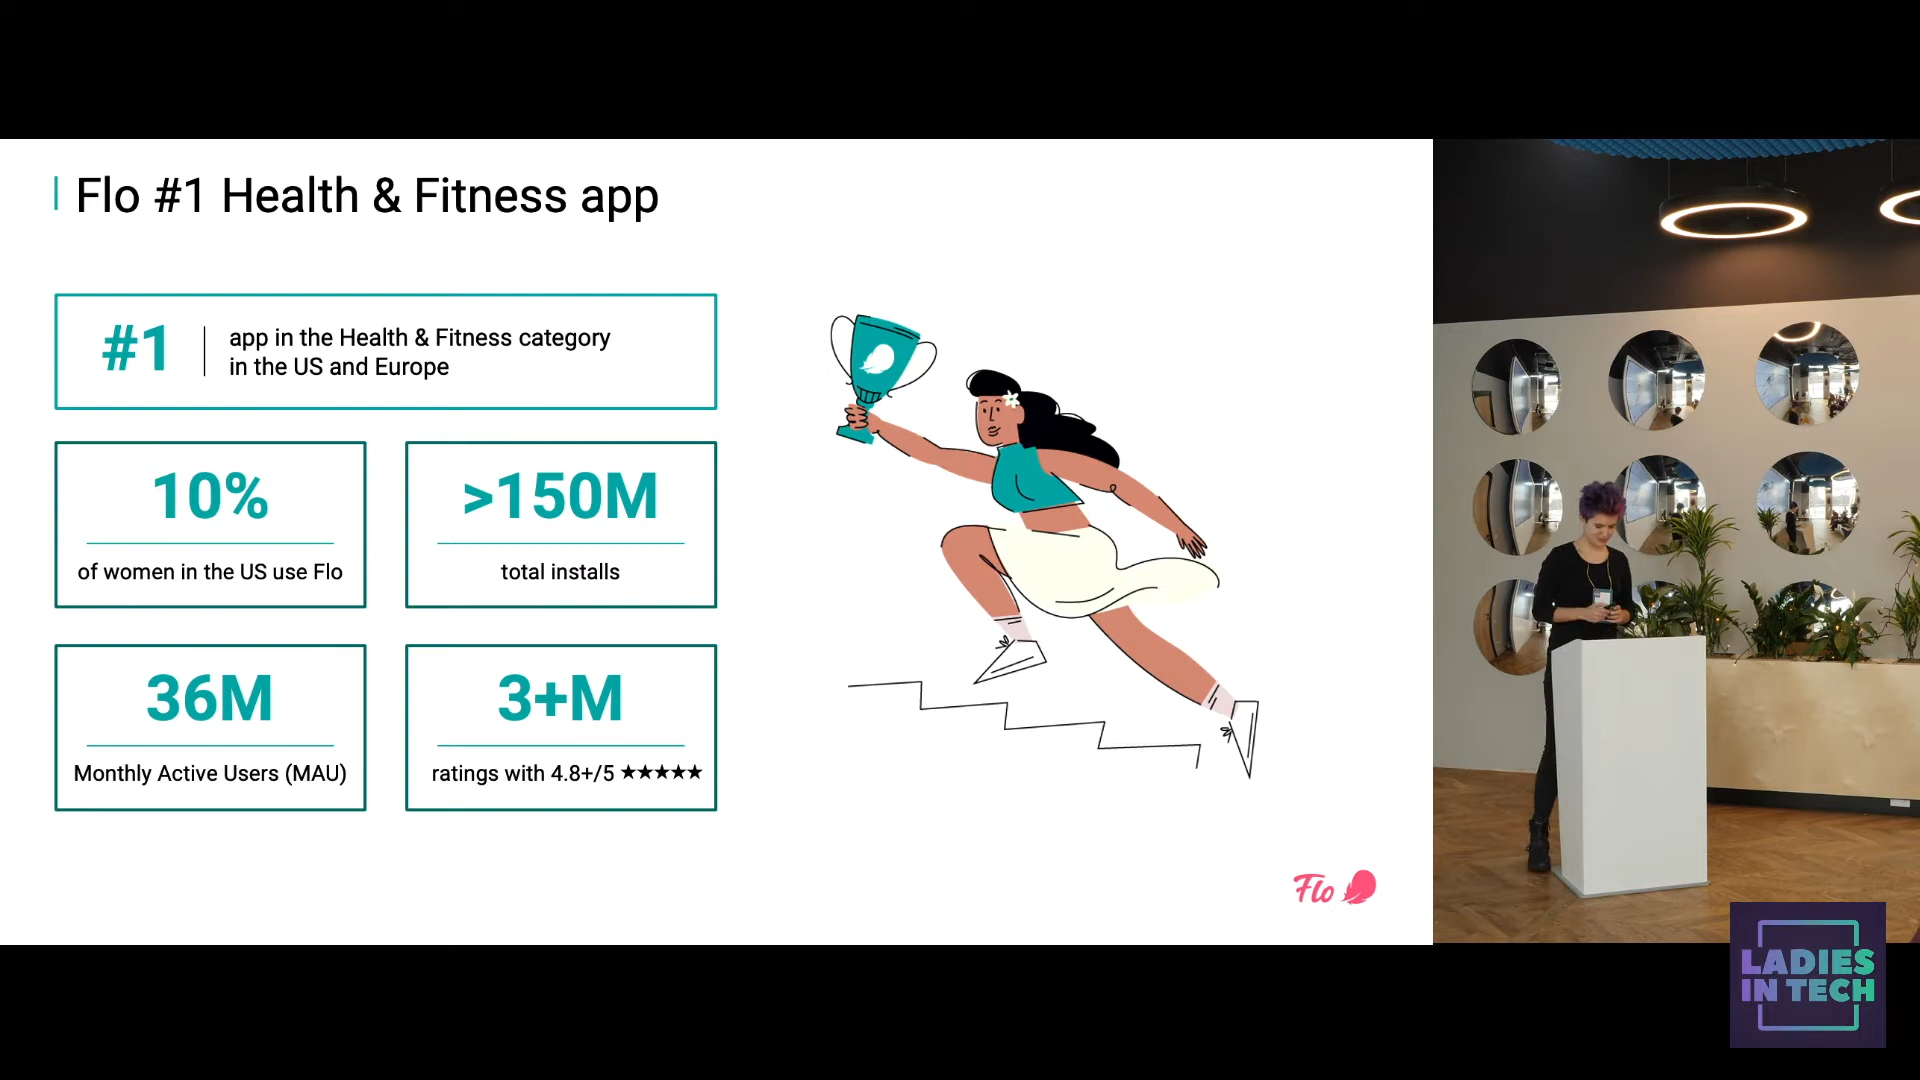 Flo #1 Health & Fitness app
#1
app in the Health & Fitness category
in the US and Europe
10%
of women in the US use Flo
>150M
total installs
36M
Monthly Active Users (MAU)
3+M
ratings with 4.8+/5 ★★★★★
Flo
LADIES
IN TECH